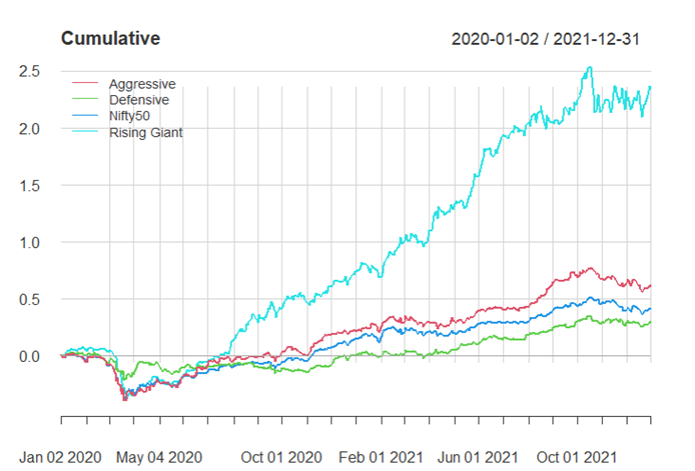 Cumulative 2020-01-02 / 2021-12-31
2.5
Aggressive
Defensive
Nifty50
Rising Giant
2.0
1.5
1.0
0.5
0.0
Jan 02 2020 May 04 2020 Oct 01 2020 Feb 01 2021 Jun 01 2021 Oct 01 2021